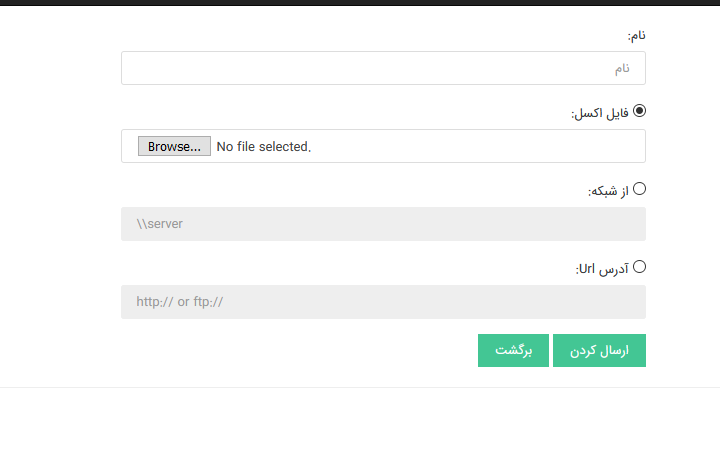 نام:
نام
فایل اکسل:
Browse... No file selected.
از شبکه:
\\server
آدرس Url:
http:// or ftp://
ارسال کردن برگشت